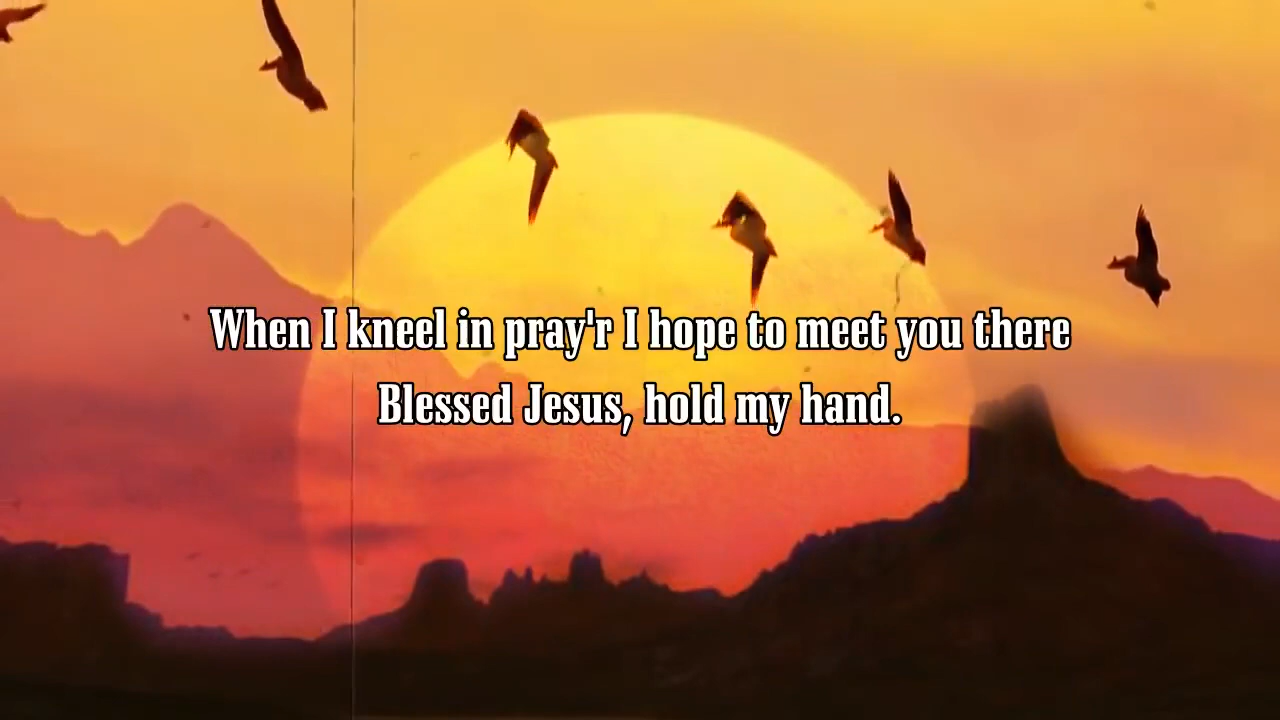 When I kneel in pray'r I hope to meet you there
Blessed Jesus, hold my hand.